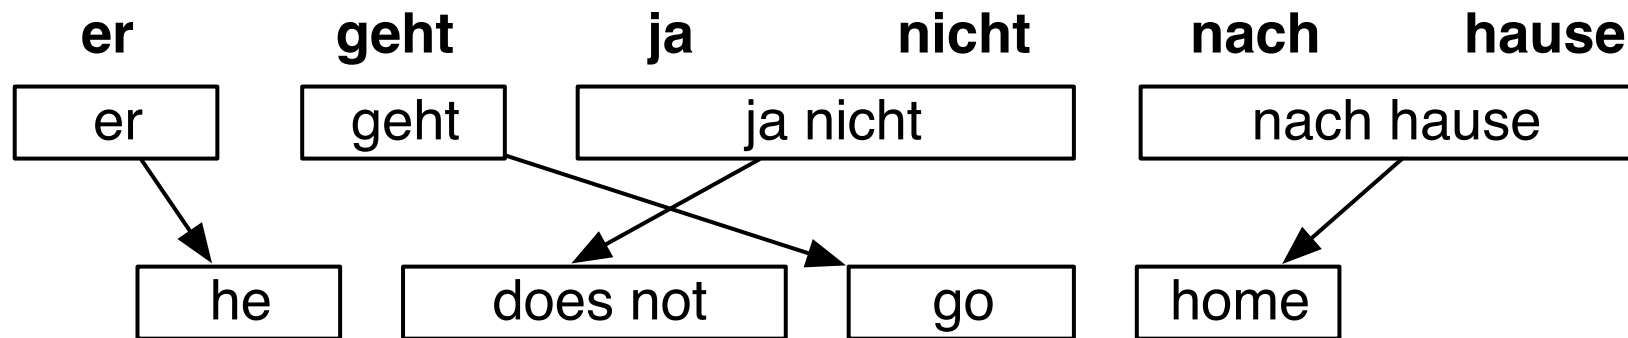 er geht ja nicht nach hause
er geht ja nicht nach hause
he does not go home